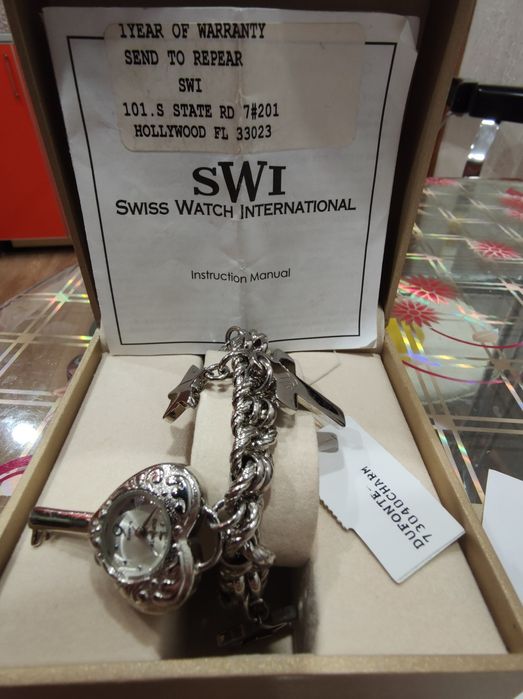 1YEAR OF WARRANTY
SEND TO REPEAR
SWI
101.S STATE RD 7#201
HOLLYWOOD FL 33023
SWI
SWISS WATCH INTERNATIONAL
Instruction Manual
DUFONTE-
73040CHARM